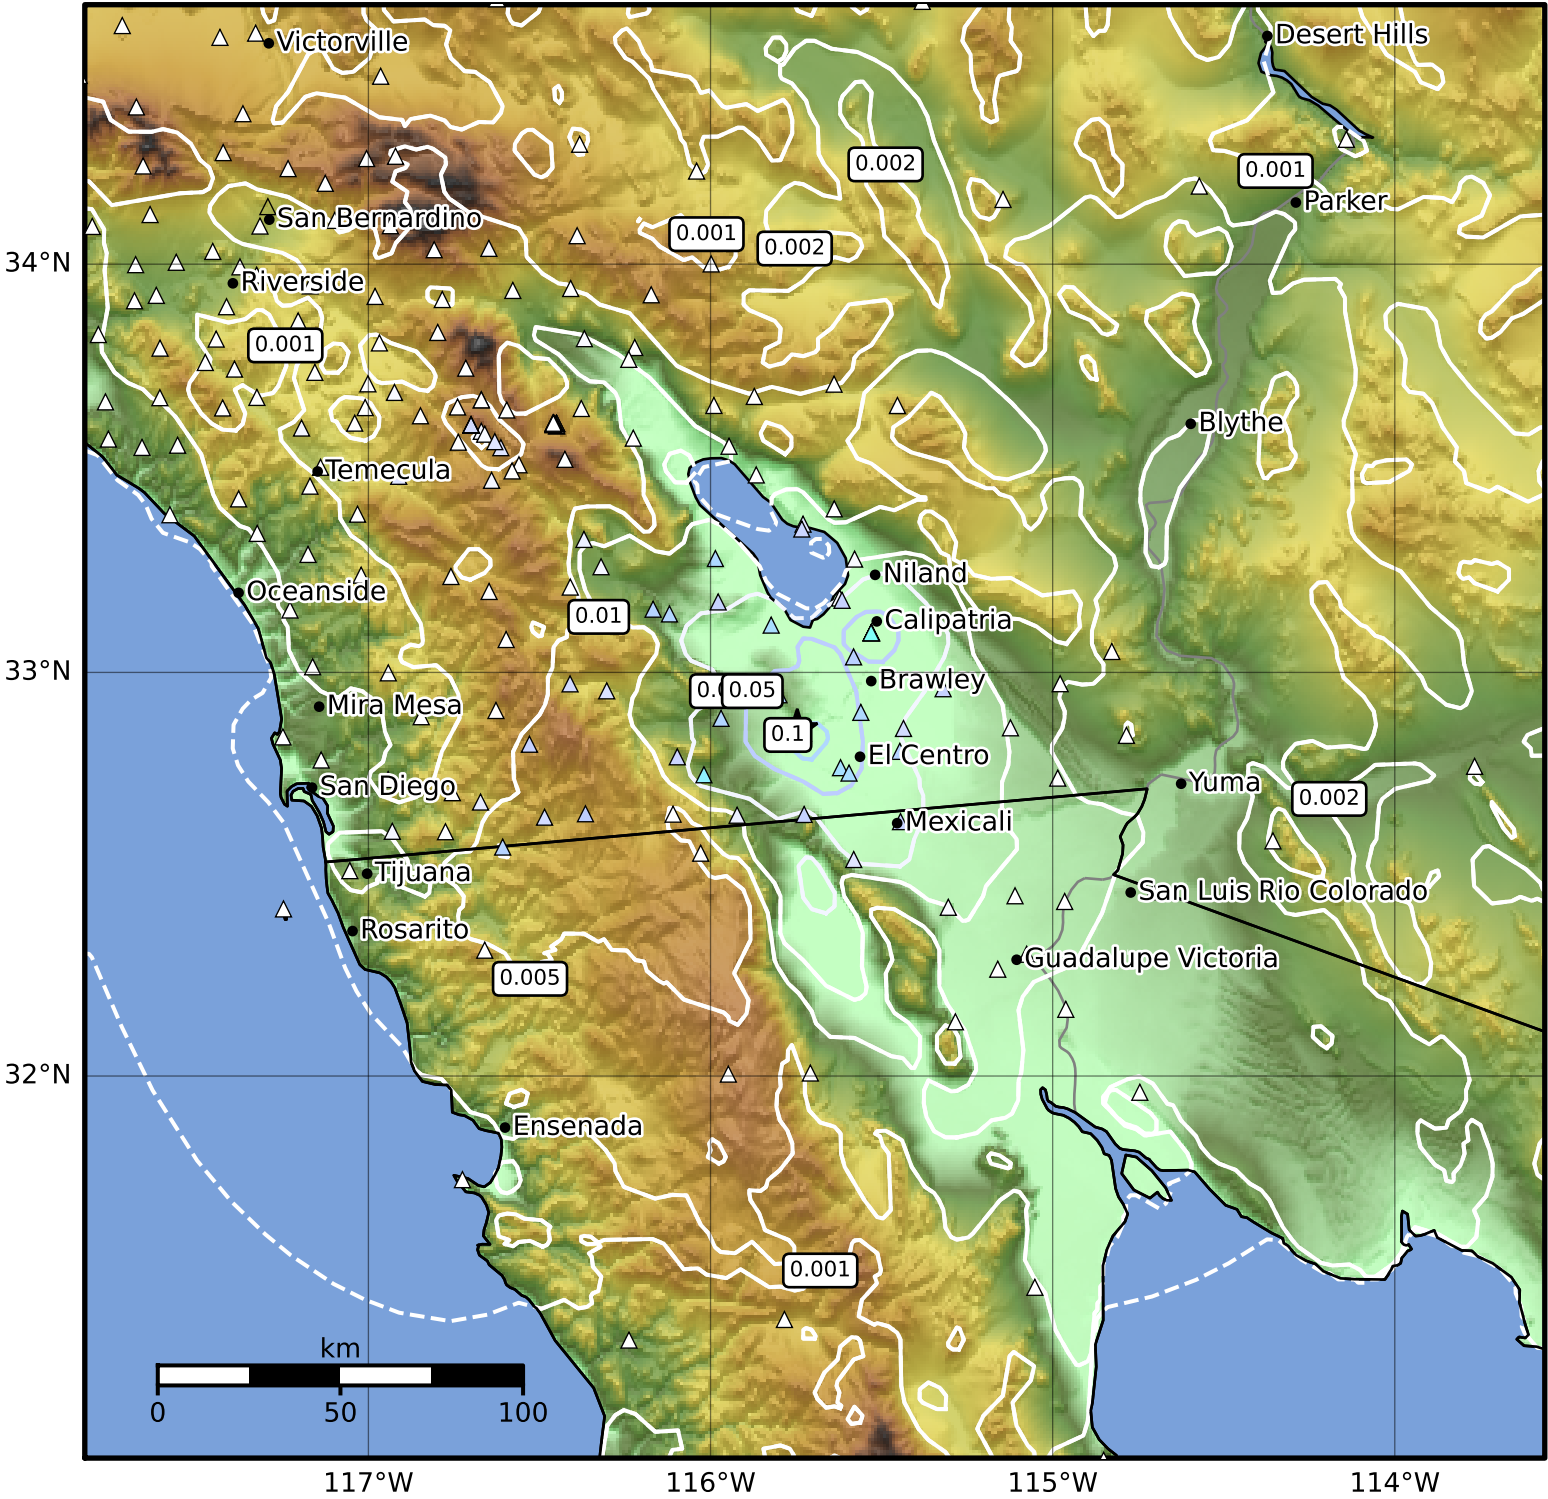 Desert Hills
Victorville
0.002
0.001
Parker
San Bernardino
0.001
0.002
34°N
Riverside
0.001
Blythe
Temecula
Niland
Oceanside
0.01
Calipatria
33°N
Brawley
0.05
Mira Mesa
0.1
El Centro
San Diego
Yuma
0.002
Mexicali
Tijuana
San Luis Rio Colorado
Rosarito
Guadalupe Victoria
0.005
32°N
Ensenada
0.001
km
0 50 100
117°W 116°W 115°W 114°W